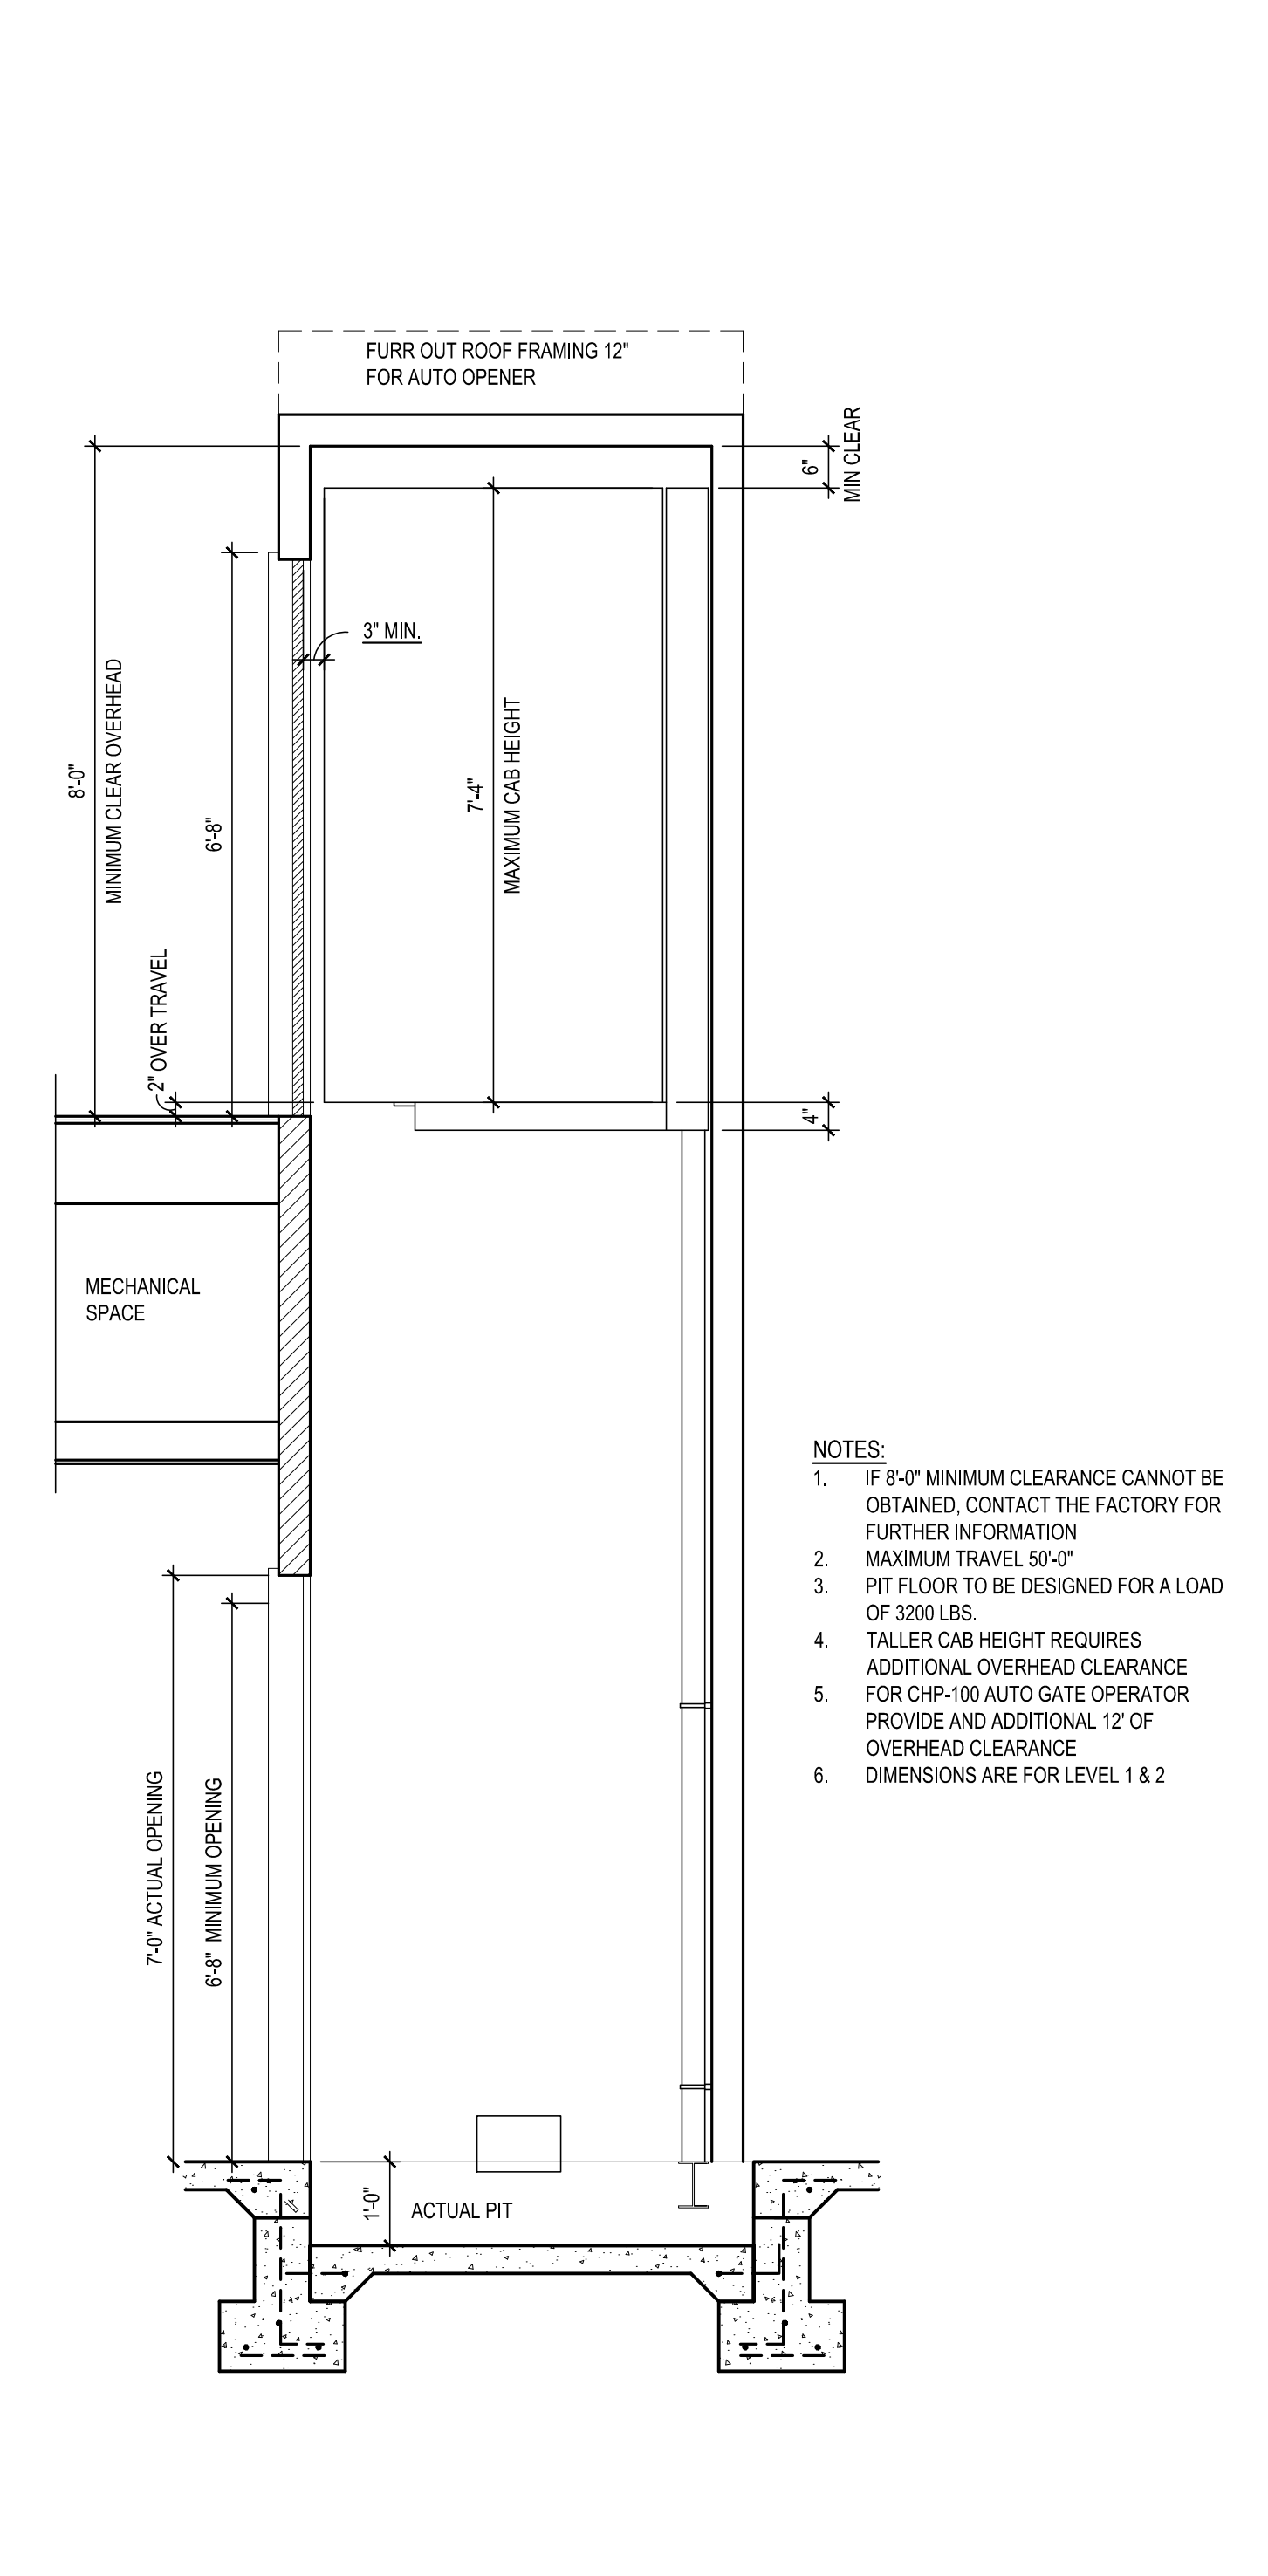 FURR OUT ROOF FRAMING 12"
FOR AUTO OPENER
6"
MIN CLEAR
3" MIN.
8'-0"
MINIMUM CLEAR OVERHEAD
6'-8"
7'-4"
MAXIMUM CAB HEIGHT
2" OVER TRAVEL
4"
MECHANICAL
SPACE
NOTES:
1. IF 8'-0" MINIMUM CLEARANCE CANNOT BE
OBTAINED, CONTACT THE FACTORY FOR
FURTHER INFORMATION
2. MAXIMUM TRAVEL 50'-0"
3. PIT FLOOR TO BE DESIGNED FOR A LOAD
OF 3200 LBS.
4. TALLER CAB HEIGHT REQUIRES
ADDITIONAL OVERHEAD CLEARANCE
5. FOR CHP-100 AUTO GATE OPERATOR
PROVIDE AND ADDITIONAL 12' OF
OVERHEAD CLEARANCE
6. DIMENSIONS ARE FOR LEVEL 1 & 2
7'-0" ACTUAL OPENING
6'-8" MINIMUM OPENING
1'-0"
ACTUAL PIT